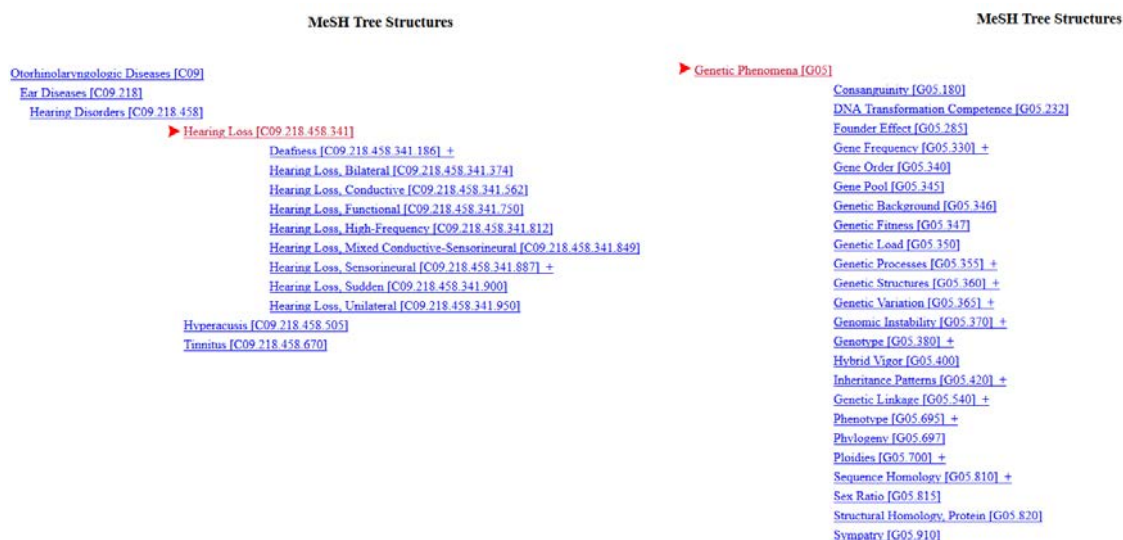 MeSH Tree Structures
Otorhinolaryngologic Diseases [C09]
Ear Diseases [C09.218]
Hearing Disorders [C09.218.458]
Hearing Loss [C09.218.458.341]
Deafness [C09.218.458.341.186] +
Hearing Loss, Bilateral [C09.218.458.341.374]
Hearing Loss, Conductive [C09.218.458.341.562]
Hearing Loss, Functional [C09.218.458.341.750]
Hearing Loss, High-Frequency [C09.218.458.341.812]
Hearing Loss, Mixed Conductive-Sensorineural [C09.218.458.341.849]
Hearing Loss, Sensorineural [C09.218.458.341.887] +
Hearing Loss, Sudden [C09.218.458.341.900]
Hearing Loss, Unilateral [C09.218.458.341.950]
Hyperacusis [C09.218.458.505]
Tinnitus [C09.218.458.670]
MeSH Tree Structures
Genetic Phenomena [G05]
Consanguinity [G05.180]
DNA Transformation Competence [G05.232]
Founder Effect [G05.285]
Gene Frequency [G05.330] +
Gene Order [G05.340]
Gene Pool [G05.345]
Genetic Background [G05.346]
Genetic Fitness [G05.347]
Genetic Load [G05.350]
Genetic Processes [G05.355] +
Genetic Structures [G05.360] +
Genetic Variation [G05.365] +
Genomic Instability [G05.370] +
Genotype [G05.380] +
Hybrid Vigor [G05.400]
Inheritance Patterns [G05.420] +
Genetic Linkage [G05.540] +
Phenotype [G05.695] +
Phylogeny [G05.697]
Ploidies [G05.700] +
Sequence Homology [G05.810] +
Sex Ratio [G05.815]
Structural Homology, Protein [G05.820]
Sympatry [G05.910]